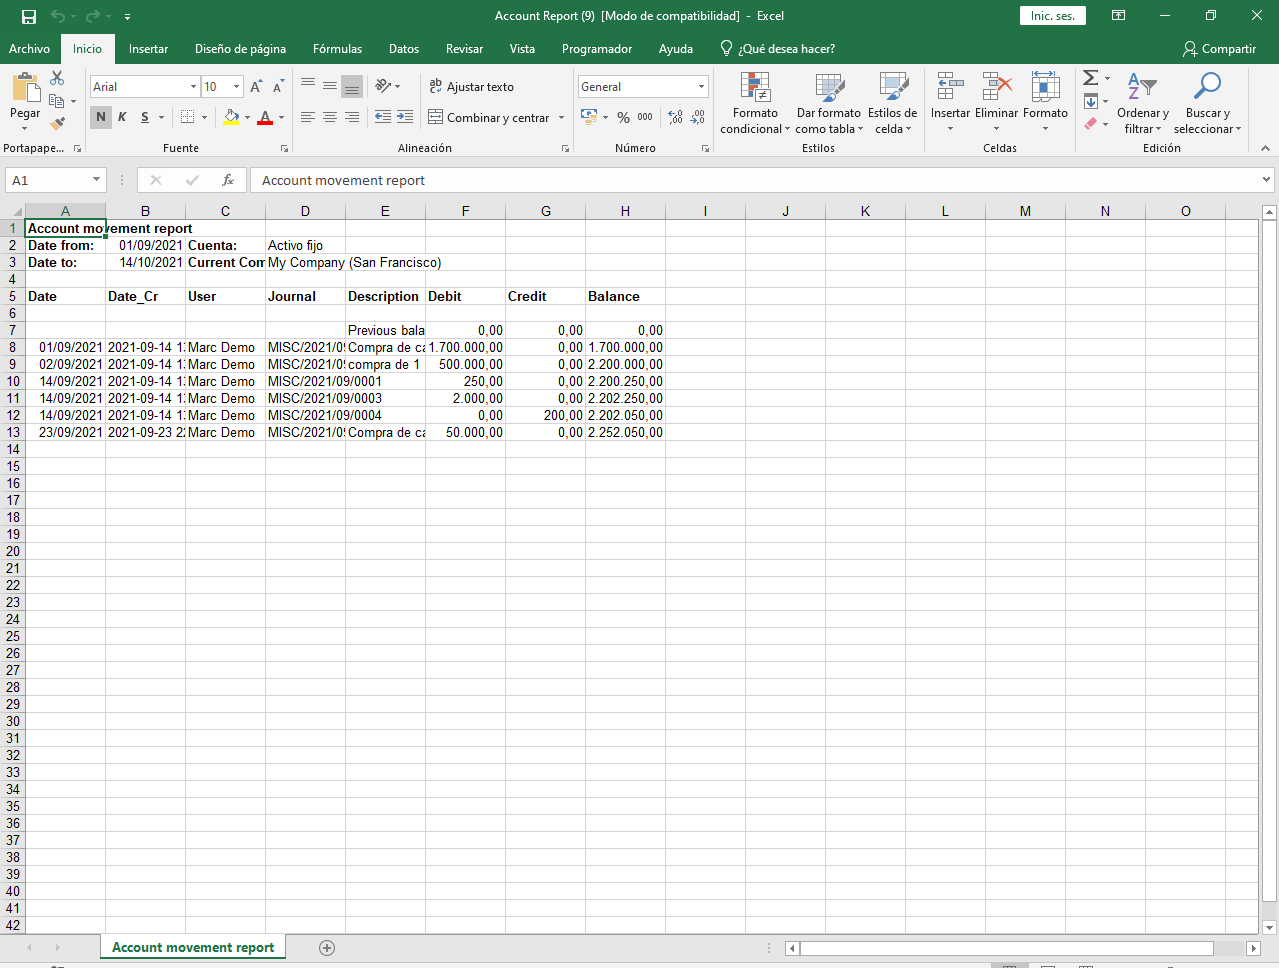 Account Report (9) [Modo de compatibilidad] - Excel
Inic. ses.
Archivo Inicio Insertar Diseño de página Fórmulas Datos Revisar Vista Programador Ayuda ¿Qué desea hacer? Compartir
Arial 10 A A ab Ajustar texto General
Pegar N K S A Combinar y centrar % 000
Formato condicional Dar formato como tabla Estilos de celda Insertar Eliminar Formato Ordenar y filtrar Buscar y seleccionar
Portapape... Fuente Alineación Número Estilos Celdas Edición
A1 fx Account movement report
A B C D E F G H I J K L M N O
1 Account movement report
2 Date from: 01/09/2021 Cuenta: Activo fijo
3 Date to: 14/10/2021 Current Com My Company (San Francisco)
4
5 Date Date_Cr User Journal Description Debit Credit Balance
6
7 Previous bala 0,00 0,00 0,00
8 01/09/2021 2021-09-14 1 Marc Demo MISC/2021/0 Compra de ca 1.700.000,00 0,00 1.700.000,00
9 02/09/2021 2021-09-14 1 Marc Demo MISC/2021/0 compra de 1 500.000,00 0,00 2.200.000,00
10 14/09/2021 2021-09-14 1 Marc Demo MISC/2021/09/0001 250,00 0,00 2.200.250,00
11 14/09/2021 2021-09-14 1 Marc Demo MISC/2021/09/0003 2.000,00 0,00 2.202.250,00
12 14/09/2021 2021-09-14 1 Marc Demo MISC/2021/09/0004 0,00 200,00 2.202.050,00
13 23/09/2021 2021-09-23 2 Marc Demo MISC/2021/0 Compra de ca 50.000,00 0,00 2.252.050,00
14
15
16
17
18
19
20
21
22
23
24
25
26
27
28
29
30
31
32
33
34
35
36
37
38
39
40
41
42
Account movement report